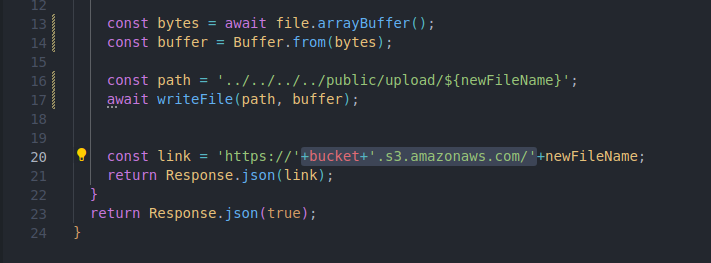 12
13 const bytes = await file.arrayBuffer();
14 const buffer = Buffer.from(bytes);
15
16 const path = '../../../../public/upload/${newFileName}';
17 await writeFile(path, buffer);
18
19
20 const link = 'https://'+bucket+'.s3.amazonaws.com/'+newFileName;
21 return Response.json(link);
22 }
23 return Response.json(true);
24 }